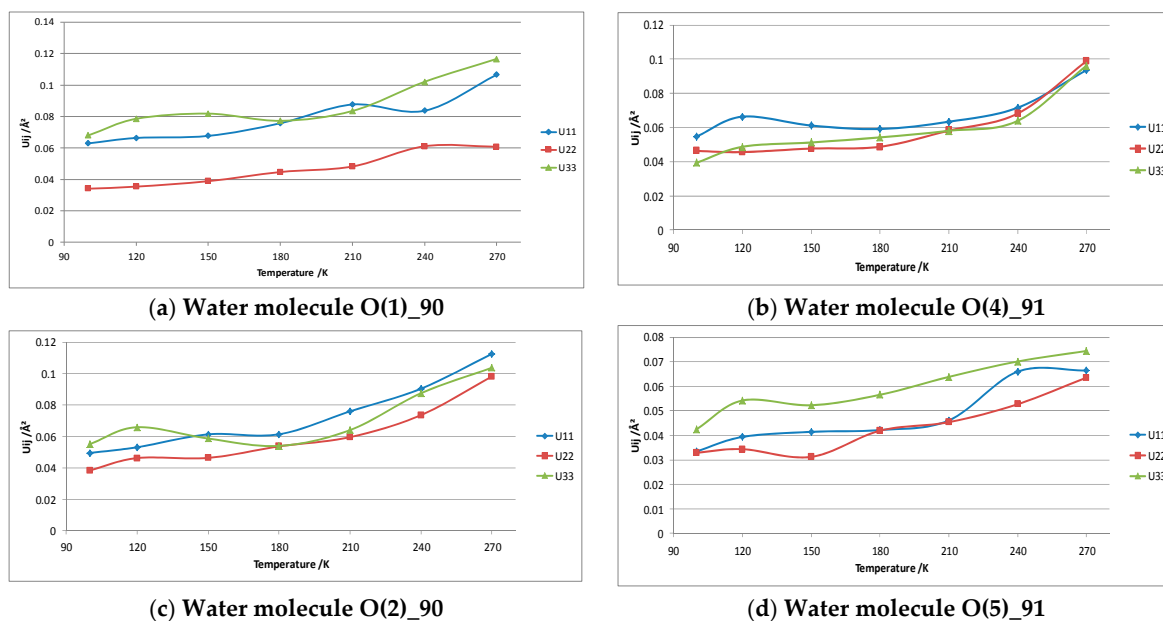 0.14
0.12
0.1
0.08
0.06
0.04
0.02
0
Uij /Å²
90 120 150 180 210 240 270
Temperature /K
U11
U22
U33
(a) Water molecule O(1)_90
0.12
0.1
0.08
0.06
0.04
0.02
0
Uij /Å²
90 120 150 180 210 240 270
Temperature /K
U11
U22
U33
(b) Water molecule O(4)_91
0.12
0.1
0.08
0.06
0.04
0.02
0
Uij /Å²
90 120 150 180 210 240 270
Temperature /K
U11
U22
U33
(c) Water molecule O(2)_90
0.08
0.07
0.06
0.05
0.04
0.03
0.02
0.01
0
Uij /Å²
90 120 150 180 210 240 270
Temperature /K
U11
U22
U33
(d) Water molecule O(5)_91